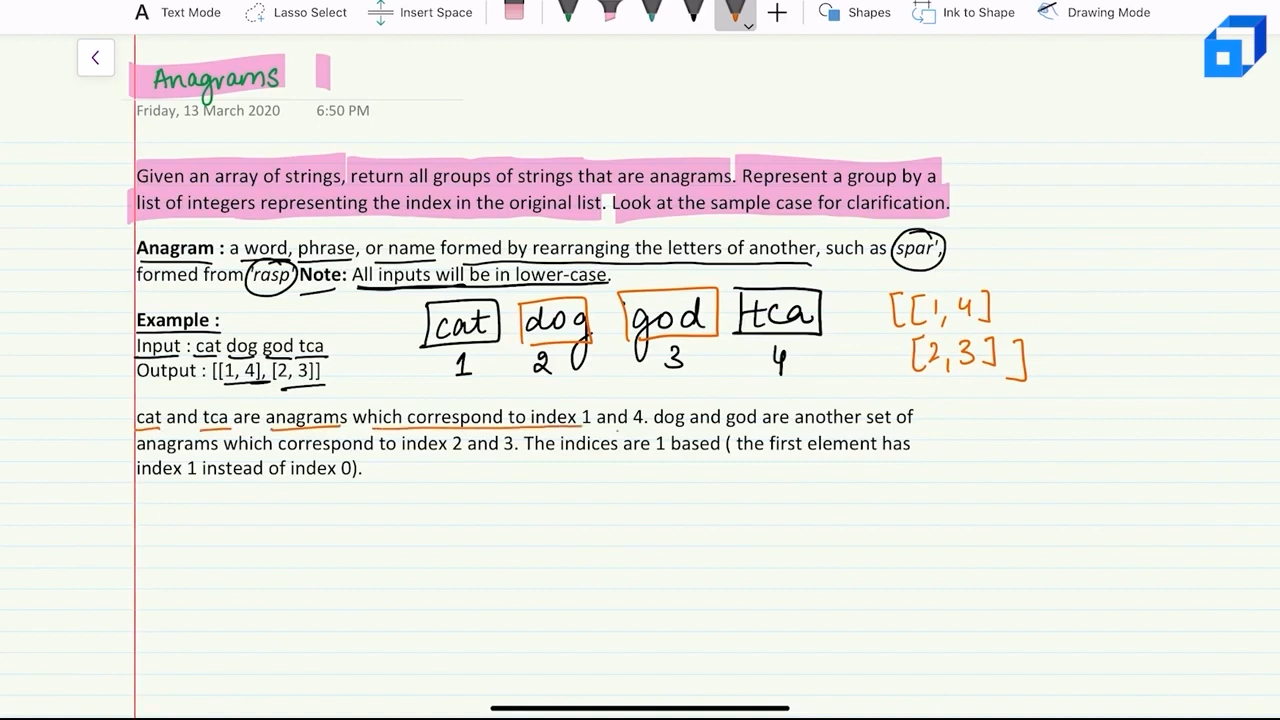 A Text Mode Lasso Select Insert Space Shapes Ink to Shape Drawing Mode
Anagrams
Friday, 13 March 2020 6:50 PM
Given an array of strings, return all groups of strings that are anagrams. Represent a group by a
list of integers representing the index in the original list. Look at the sample case for clarification.
Anagram : a word, phrase, or name formed by rearranging the letters of another, such as 'spar',
formed from 'rasp' Note: All inputs will be in lower-case.
cat dog god tca
1 2 3 4
[[1,4]
[2,3]]
Example :
Input : cat dog god tca
Output : [[1, 4], [2, 3]]
cat and tca are anagrams which correspond to index 1 and 4. dog and god are another set of
anagrams which correspond to index 2 and 3. The indices are 1 based ( the first element has
index 1 instead of index 0).